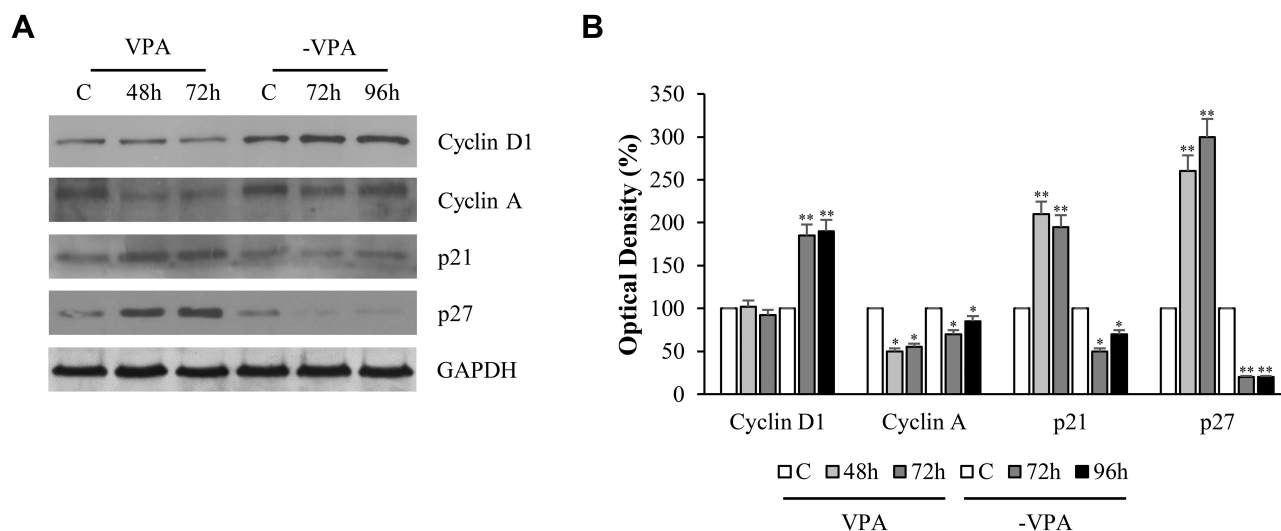 A
VPA -VPA
C 48h 72h C 72h 96h
Cyclin D1
Cyclin A
p21
p27
GAPDH
B
Optical Density (%)
350
300
250
200
150
100
50
0
** **
* * * *
** ** * *
** ** ** **
Cyclin D1 Cyclin A p21 p27
C 48h 72h C 72h 96h
VPA -VPA